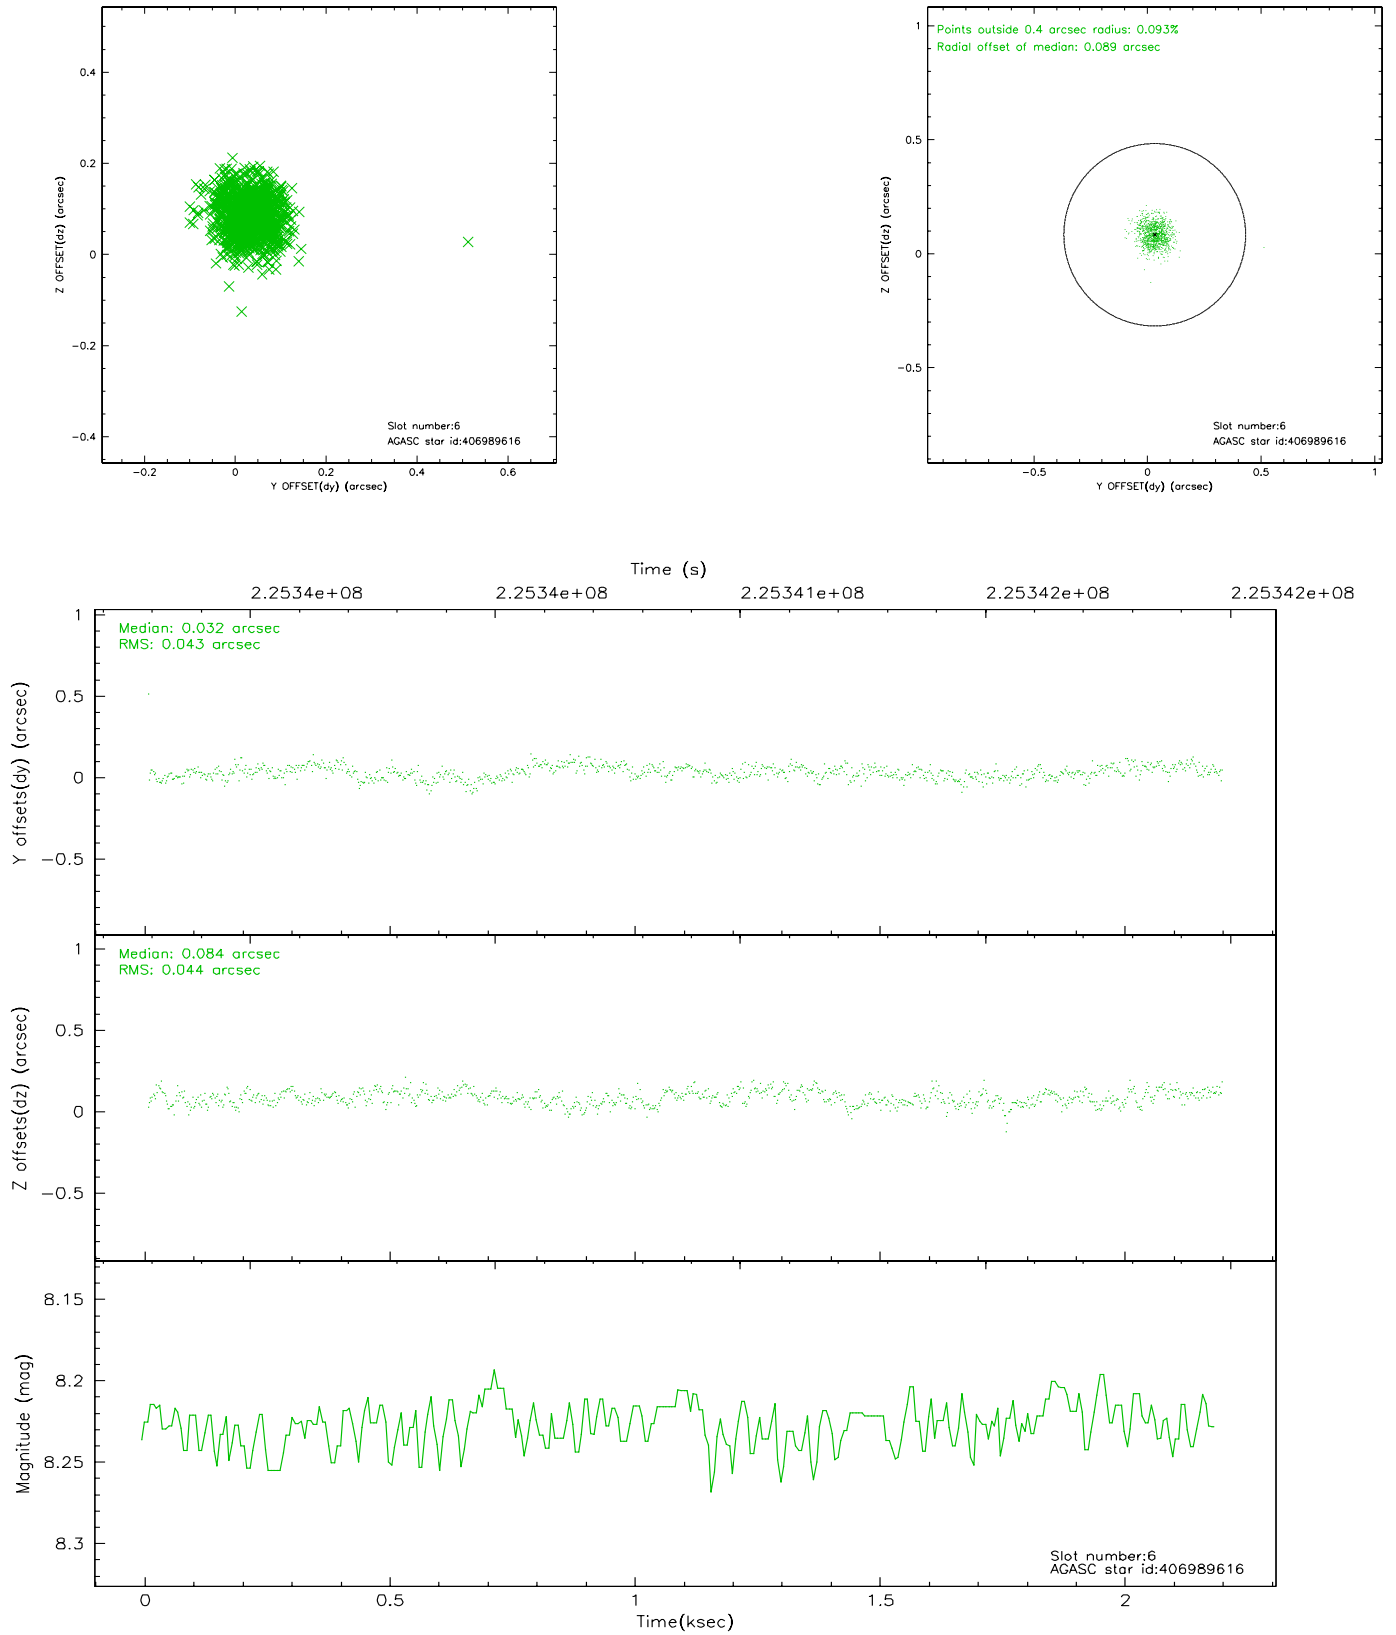 0.4
0.2
0
−0.2
−0.4
Z OFFSET(dz) (arcsec)
Slot number:6
AGASC star id:406989616
−0.2 0 0.2 0.4 0.6
Y OFFSET(dy) (arcsec)
Points outside 0.4 arcsec radius: 0.093%
Radial offset of median: 0.089 arcsec
1
0.5
0
−0.5
Z OFFSET(dz) (arcsec)
Slot number:6
AGASC star id:406989616
−0.5 0 0.5 1
Y OFFSET(dy) (arcsec)
Time (s)
2.2534e+08 2.2534e+08 2.25341e+08 2.25342e+08 2.25342e+08
Median: 0.032 arcsec
RMS: 0.043 arcsec
1
0.5
0
−0.5
Y offsets(dy) (arcsec)
Median: 0.084 arcsec
RMS: 0.044 arcsec
1
0.5
0
−0.5
Z offsets(dz) (arcsec)
8.15
8.2
8.25
8.3
Magnitude (mag)
Slot number:6
AGASC star id:406989616
0 0.5 1 1.5 2
Time(ksec)